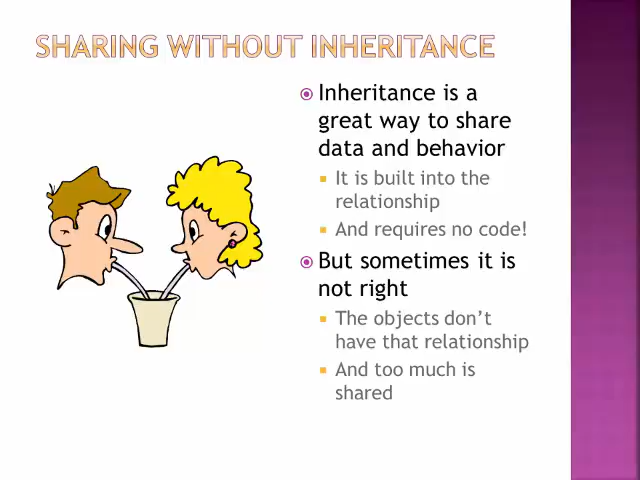 SHARING WITHOUT INHERITANCE
Inheritance is a
great way to share
data and behavior
It is built into the
relationship
And requires no code!
But sometimes it is
not right
The objects don’t
have that relationship
And too much is
shared